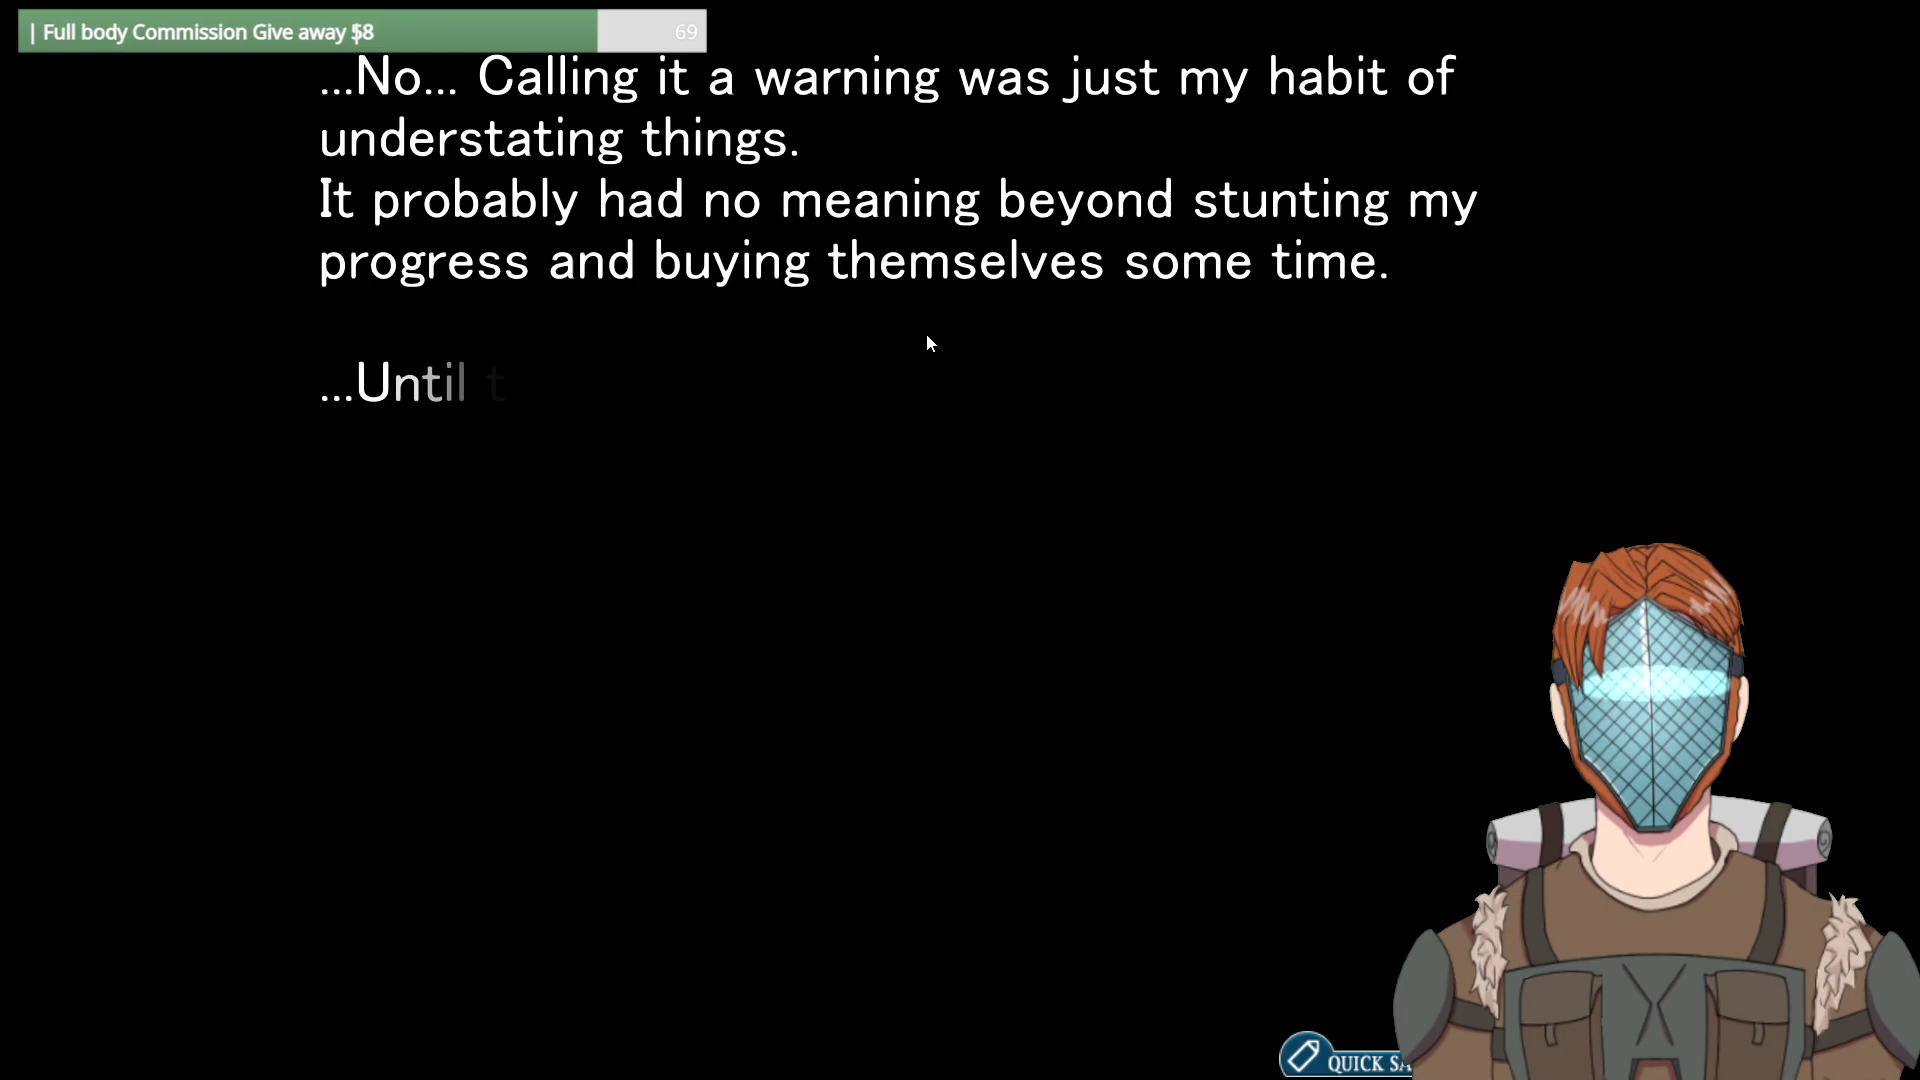 | Full body Commission Give away $8
69
...No... Calling it a warning was just my habit of
understating things.
It probably had no meaning beyond stunting my
progress and buying themselves some time.
...Until t
QUICK SA